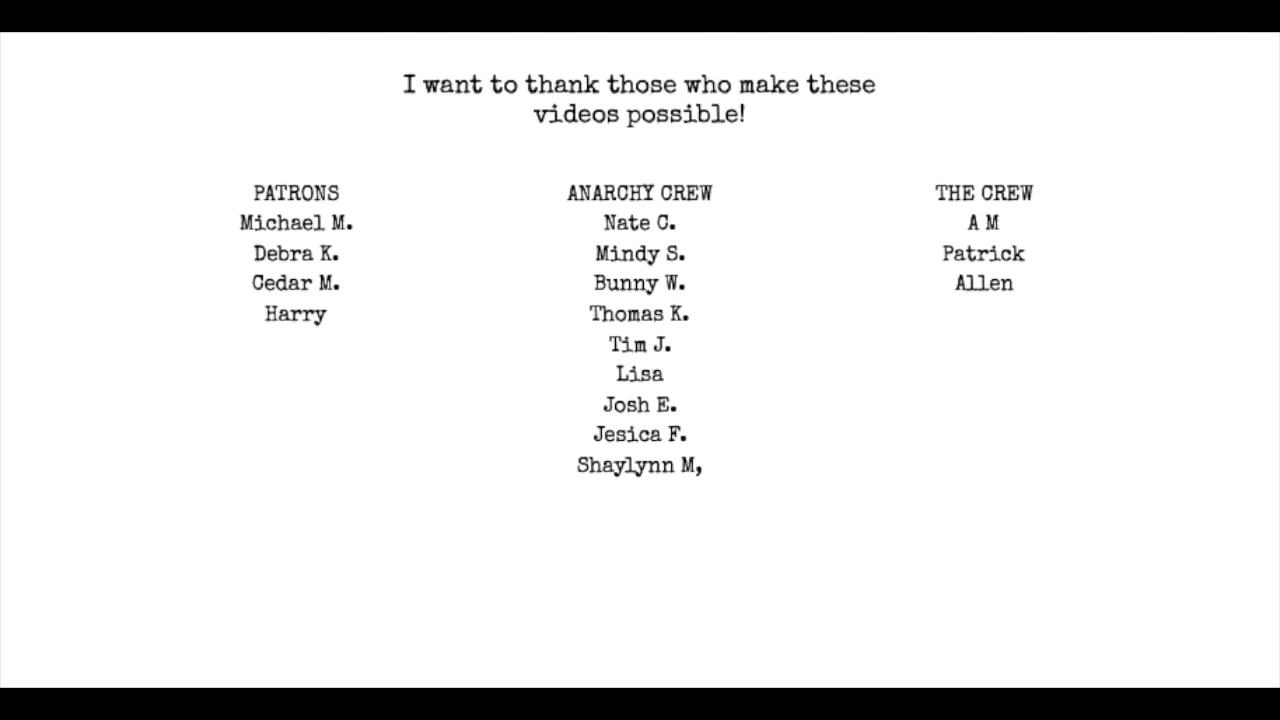 I want to thank those who make these
videos possible!
PATRONS
Michael M.
Debra K.
Cedar M.
Harry
ANARCHY CREW
Nate C.
Mindy S.
Bunny W.
Thomas K.
Tim J.
Lisa
Josh E.
Jesica F.
Shaylynn M,
THE CREW
A M
Patrick
Allen